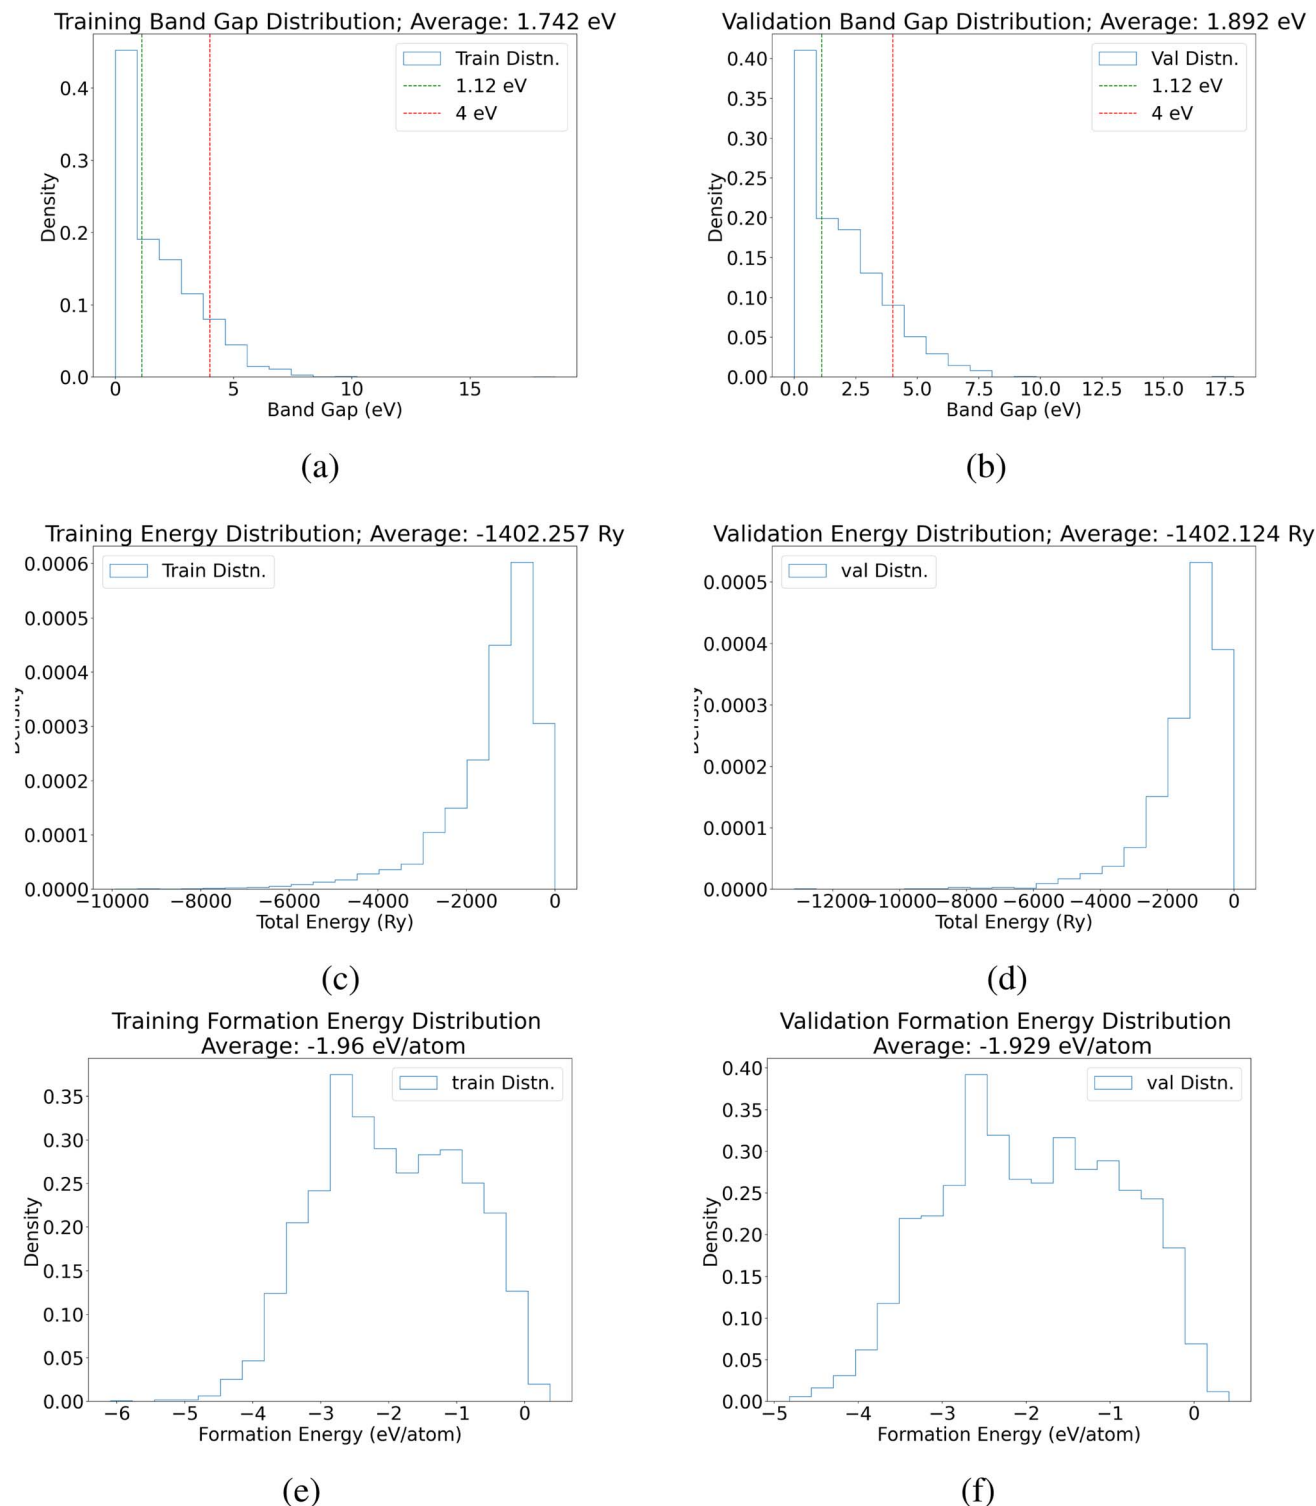 Training Band Gap Distribution; Average: 1.742 eV
Density
0.4
0.3
0.2
0.1
0.0
Train Distn.
1.12 eV
4 eV
0 5 10 15
Band Gap (eV)
(a)
Validation Band Gap Distribution; Average: 1.892 eV
Density
0.40
0.35
0.30
0.25
0.20
0.15
0.10
0.05
0.00
Val Distn.
1.12 eV
4 eV
0.0 2.5 5.0 7.5 10.0 12.5 15.0 17.5
Band Gap (eV)
(b)
Training Energy Distribution; Average: -1402.257 Ry
Density
0.0006
0.0005
0.0004
0.0003
0.0002
0.0001
0.0000
Train Distn.
−10000 −8000 −6000 −4000 −2000 0
Total Energy (Ry)
(c)
Validation Energy Distribution; Average: -1402.124 Ry
Density
0.0005
0.0004
0.0003
0.0002
0.0001
0.0000
val Distn.
−12000 −10000 −8000 −6000 −4000 −2000 0
Total Energy (Ry)
(d)
Training Formation Energy Distribution
Average: -1.96 eV/atom
Density
0.35
0.30
0.25
0.20
0.15
0.10
0.05
0.00
train Distn.
−6 −5 −4 −3 −2 −1 0
Formation Energy (eV/atom)
(e)
Validation Formation Energy Distribution
Average: -1.929 eV/atom
Density
0.40
0.35
0.30
0.25
0.20
0.15
0.10
0.05
0.00
val Distn.
−5 −4 −3 −2 −1 0
Formation Energy (eV/atom)
(f)